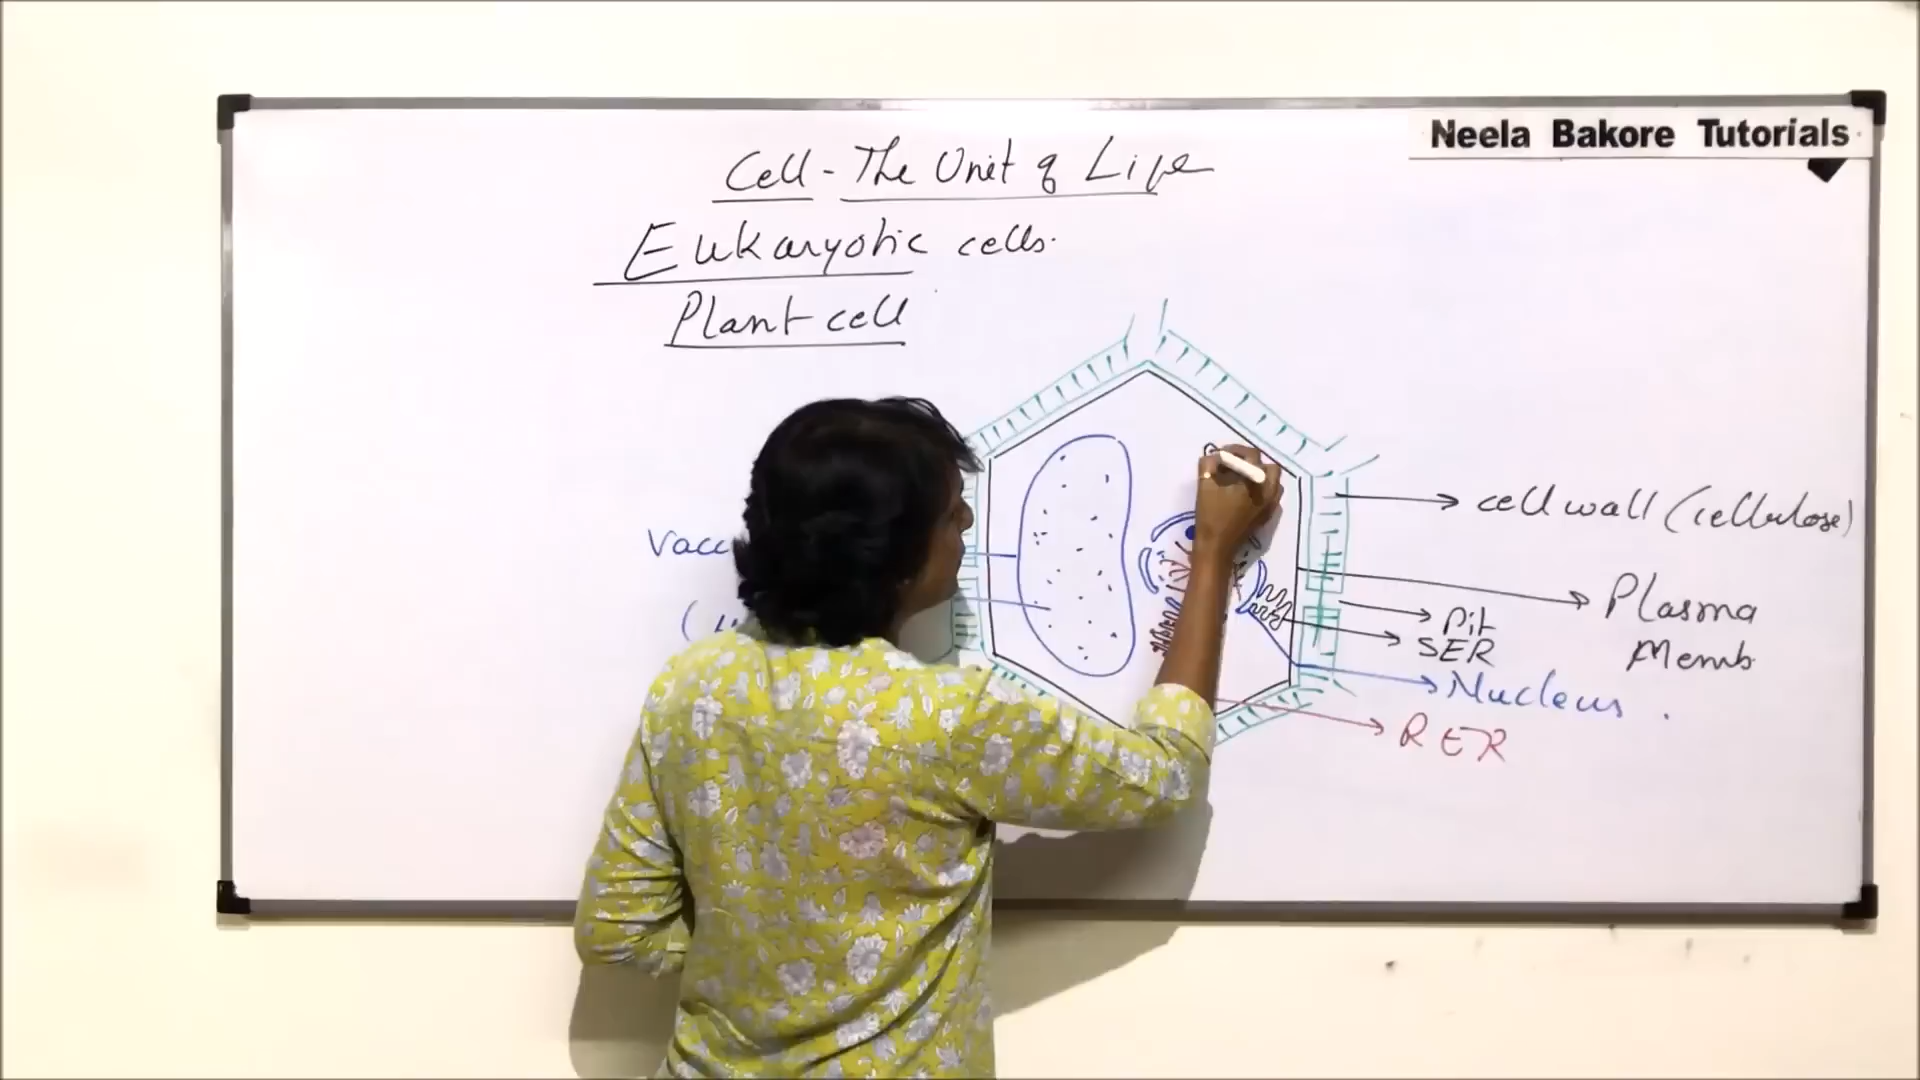 Neela Bakore Tutorials
Cell - The Unit of Life
Eukaryotic cells.
Plant cell
cell wall (cellulose)
Plasma
Memb.
Pit
SER
Nucleus
RER